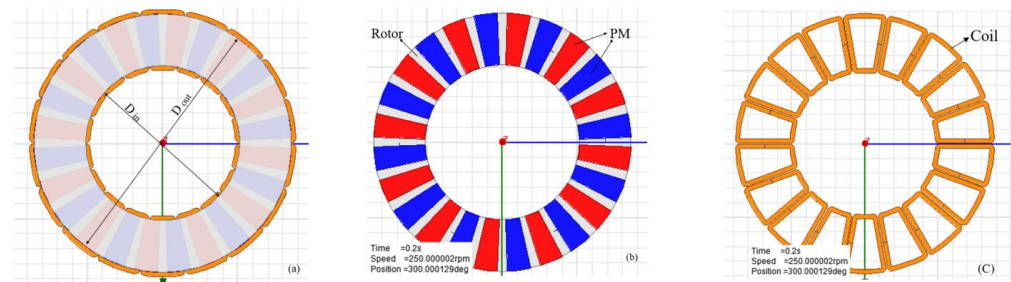 D in
D out
(a)
Rotor
PM
Time =0.2s
Speed =250.000002rpm
Position =300.000129deg
(b)
Coil
Time =0.2s
Speed =250.000002rpm
Position =300.000129deg
(C)